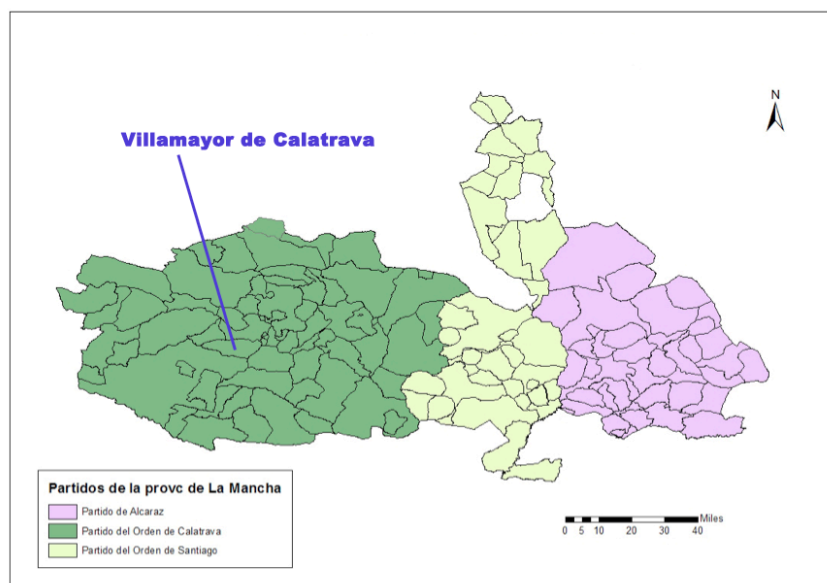 N
Villamayor de Calatrava
Partidos de la provc de La Mancha
Partido de Alcaraz
Partido del Orden de Calatrava
Partido del Orden de Santiago
Miles
0 5 10 20 30 40